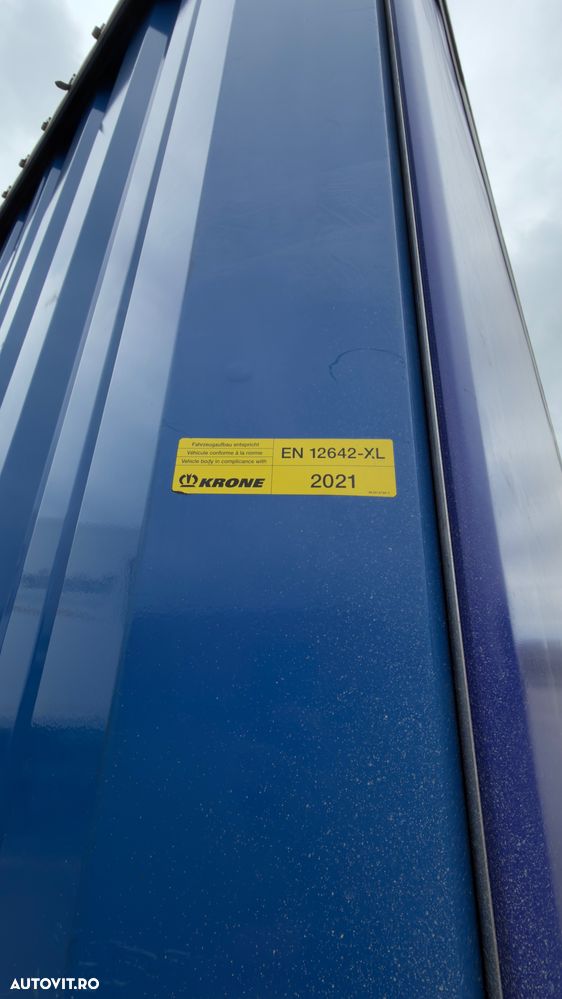 Fahrzeugaufbau entspricht
Véhicule conforme à la norme
Vehicle body in compliance with
EN 12642-XL
KRONE
2021
AUTOVIT.RO